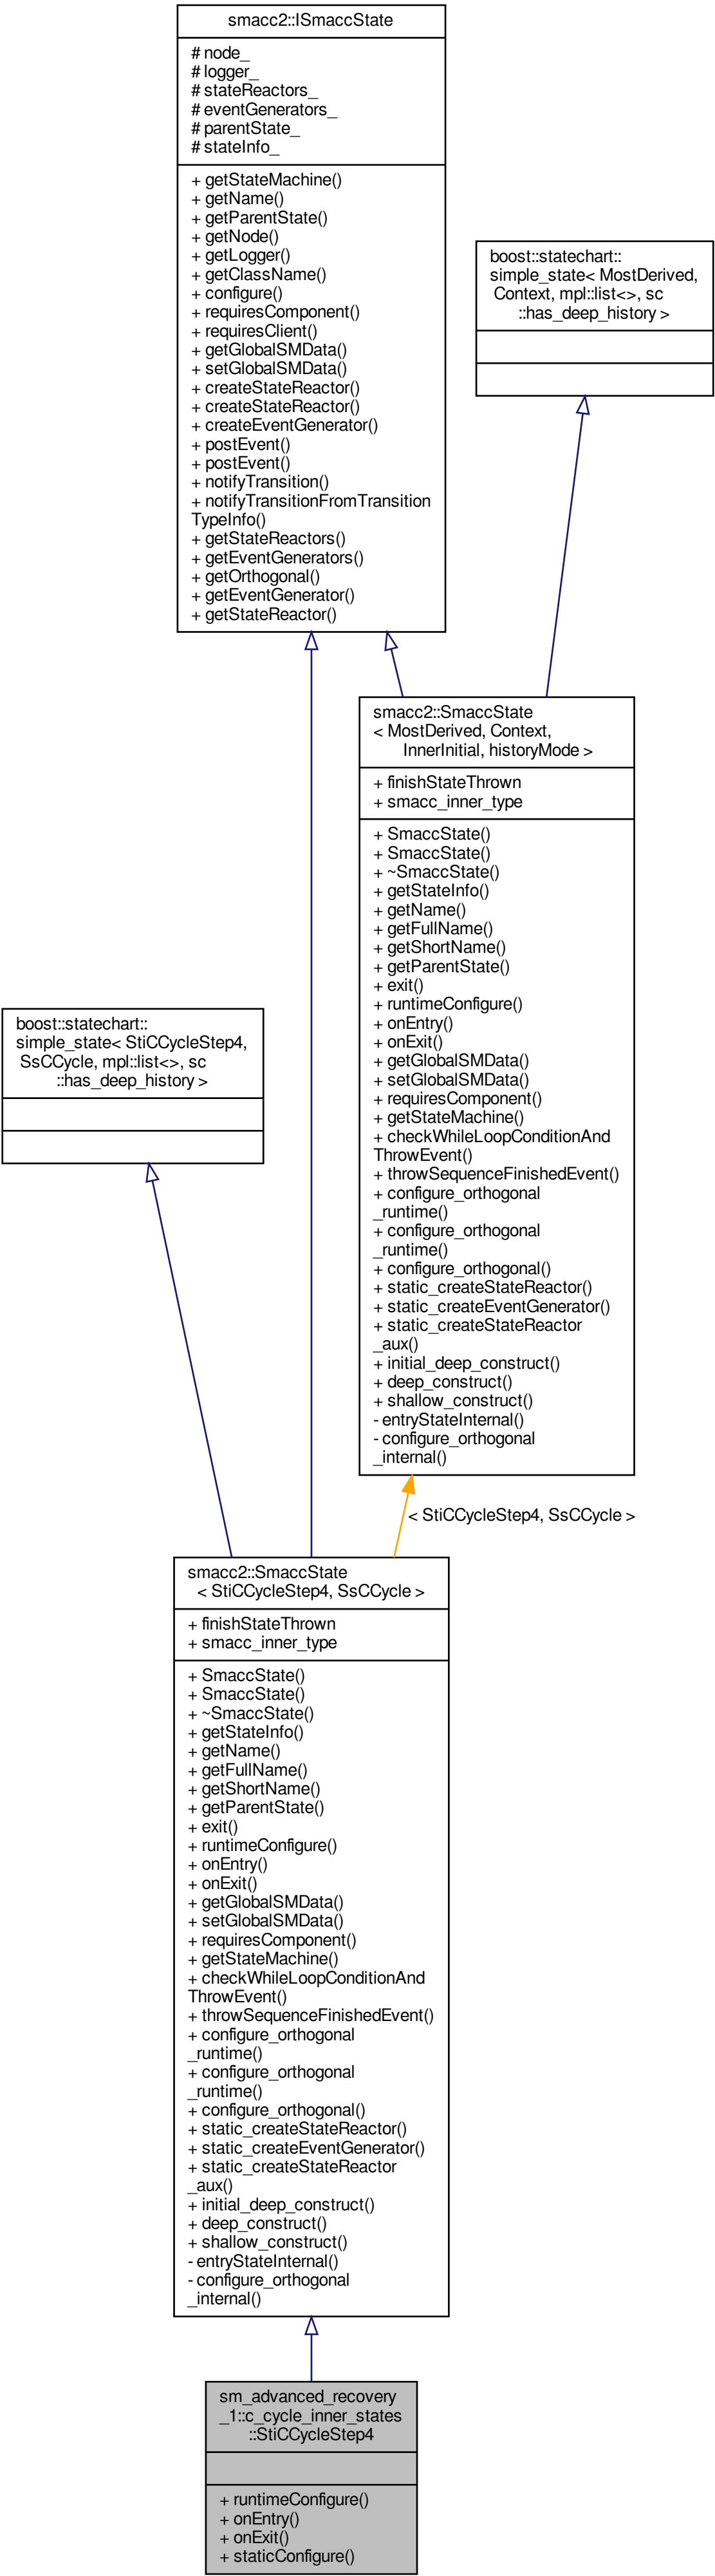 smacc2::ISmaccState
# node_
# logger_
# stateReactors_
# eventGenerators_
# parentState_
# stateInfo_
+ getStateMachine()
+ getName()
+ getParentState()
+ getNode()
+ getLogger()
+ getClassName()
+ configure()
+ requiresComponent()
+ requiresClient()
+ getGlobalSMData()
+ setGlobalSMData()
+ createStateReactor()
+ createStateReactor()
+ createEventGenerator()
+ postEvent()
+ postEvent()
+ notifyTransition()
+ notifyTransitionFromTransition
TypeInfo()
+ getStateReactors()
+ getEventGenerators()
+ getOrthogonal()
+ getEventGenerator()
+ getStateReactor()
boost::statechart::
simple_state< MostDerived,
Context, mpl::list<>, sc
::has_deep_history >
smacc2::SmaccState
< MostDerived, Context,
InnerInitial, historyMode >
+ finishStateThrown
+ smacc_inner_type
+ SmaccState()
+ SmaccState()
+ ~SmaccState()
+ getStateInfo()
+ getName()
+ getFullName()
+ getShortName()
+ getParentState()
+ exit()
+ runtimeConfigure()
+ onEntry()
+ onExit()
+ getGlobalSMData()
+ setGlobalSMData()
+ requiresComponent()
+ getStateMachine()
+ checkWhileLoopConditionAnd
ThrowEvent()
+ throwSequenceFinishedEvent()
+ configure_orthogonal
_runtime()
+ configure_orthogonal
_runtime()
+ configure_orthogonal()
+ static_createStateReactor()
+ static_createEventGenerator()
+ static_createStateReactor
_aux()
+ initial_deep_construct()
+ deep_construct()
+ shallow_construct()
- entryStateInternal()
- configure_orthogonal
_internal()
boost::statechart::
simple_state< StiCCycleStep4,
SsCCycle, mpl::list<>, sc
::has_deep_history >
< StiCCycleStep4, SsCCycle >
smacc2::SmaccState
< StiCCycleStep4, SsCCycle >
+ finishStateThrown
+ smacc_inner_type
+ SmaccState()
+ SmaccState()
+ ~SmaccState()
+ getStateInfo()
+ getName()
+ getFullName()
+ getShortName()
+ getParentState()
+ exit()
+ runtimeConfigure()
+ onEntry()
+ onExit()
+ getGlobalSMData()
+ setGlobalSMData()
+ requiresComponent()
+ getStateMachine()
+ checkWhileLoopConditionAnd
ThrowEvent()
+ throwSequenceFinishedEvent()
+ configure_orthogonal
_runtime()
+ configure_orthogonal
_runtime()
+ configure_orthogonal()
+ static_createStateReactor()
+ static_createEventGenerator()
+ static_createStateReactor
_aux()
+ initial_deep_construct()
+ deep_construct()
+ shallow_construct()
- entryStateInternal()
- configure_orthogonal
_internal()
sm_advanced_recovery
_1::c_cycle_inner_states
::StiCCycleStep4
+ runtimeConfigure()
+ onEntry()
+ onExit()
+ staticConfigure()